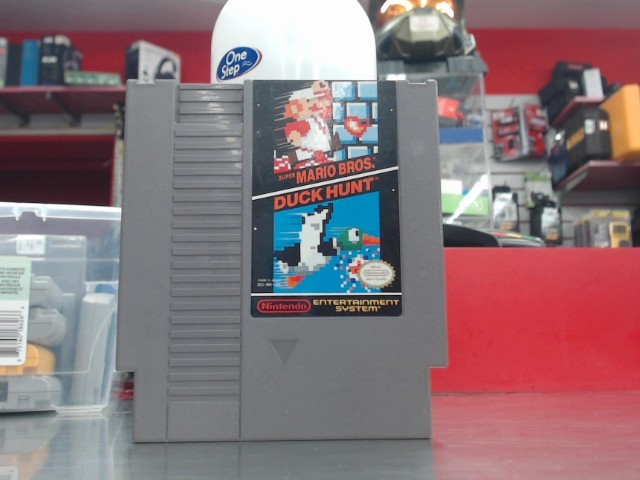 One
Step
SUPER MARIO BROS.
DUCK HUNT
Nintendo
ENTERTAINMENT
SYSTEM